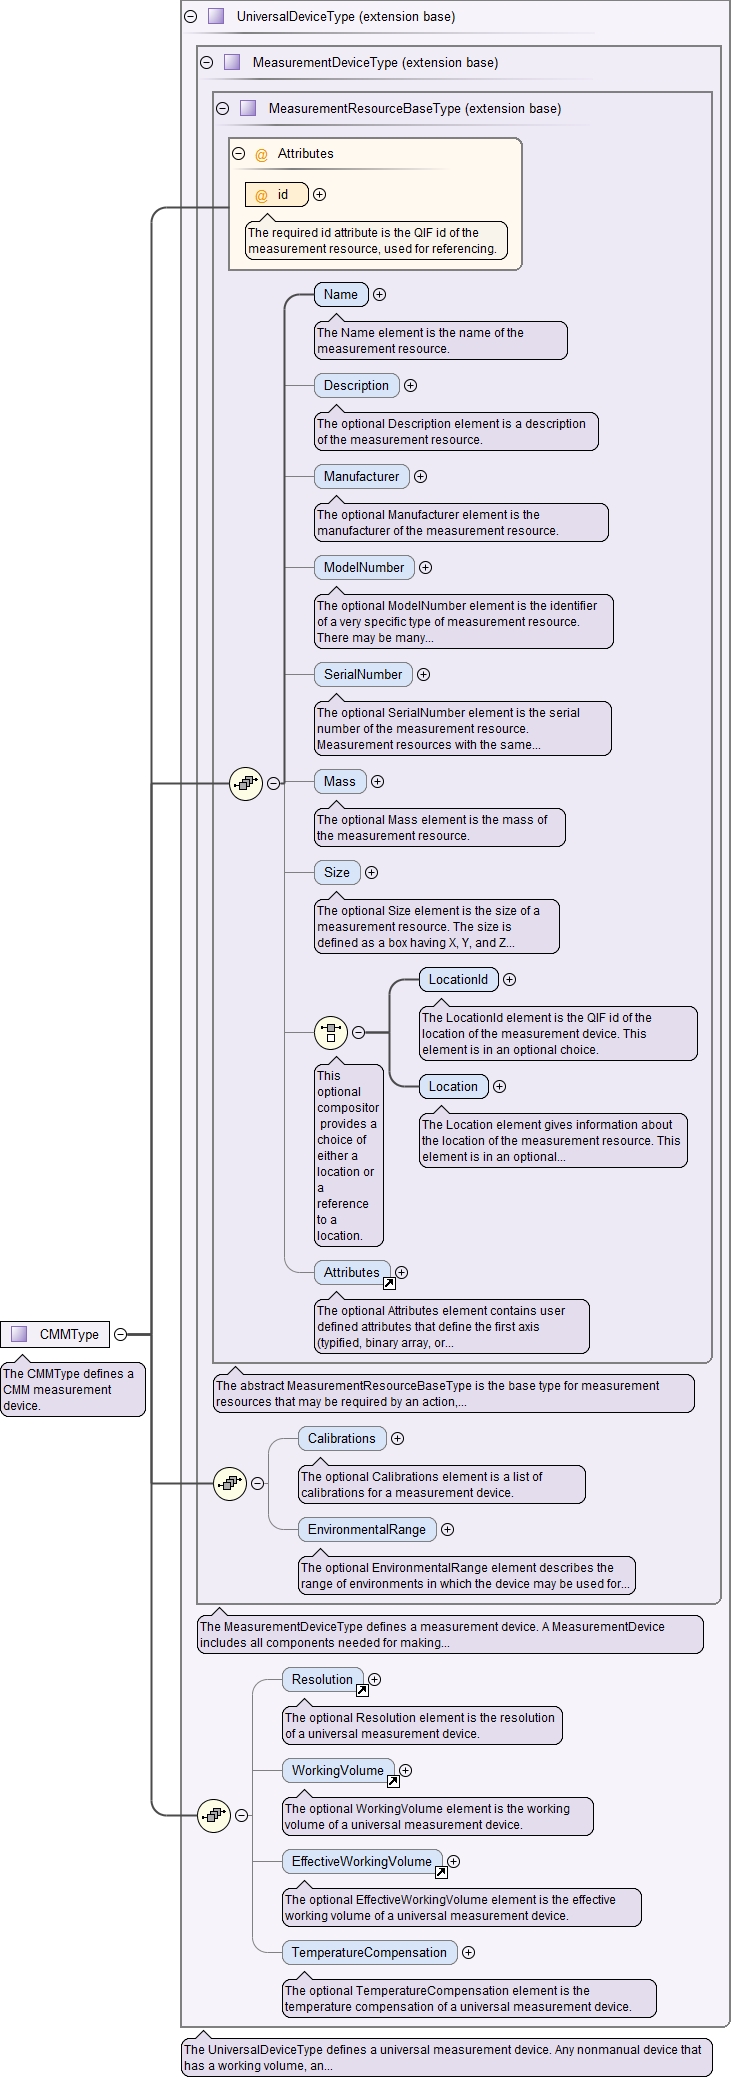 UniversalDeviceType (extension base)
MeasurementDeviceType (extension base)
MeasurementResourceBaseType (extension base)
@ Attributes
@ id
The required id attribute is the QIF id of the
measurement resource, used for referencing.
Name
The Name element is the name of the
measurement resource.
Description
The optional Description element is a description
of the measurement resource.
Manufacturer
The optional Manufacturer element is the
manufacturer of the measurement resource.
ModelNumber
The optional ModelNumber element is the identifier
of a very specific type of measurement resource.
There may be many...
SerialNumber
The optional SerialNumber element is the serial
number of the measurement resource.
Measurement resources with the same...
Mass
The optional Mass element is the mass of
the measurement resource.
Size
The optional Size element is the size of a
measurement resource. The size is
defined as a box having X, Y, and Z...
LocationId
The LocationId element is the QIF id of the
location of the measurement device. This
element is in an optional choice.
This
optional
compositor
provides a
choice of
either a
location or
a
reference
to a
location.
Location
The Location element gives information about
the location of the measurement resource. This
element is in an optional...
Attributes
The optional Attributes element contains user
defined attributes that define the first axis
(typified, binary array, or...
CMMType
The CMMType defines a
CMM measurement
device.
The abstract MeasurementResourceBaseType is the base type for measurement
resources that may be required by an action,...
Calibrations
The optional Calibrations element is a list of
calibrations for a measurement device.
EnvironmentalRange
The optional EnvironmentalRange element describes the
range of environments in which the device may be used for...
The MeasurementDeviceType defines a measurement device. A MeasurementDevice
includes all components needed for making...
Resolution
The optional Resolution element is the resolution
of a universal measurement device.
WorkingVolume
The optional WorkingVolume element is the working
volume of a universal measurement device.
EffectiveWorkingVolume
The optional EffectiveWorkingVolume element is the effective
working volume of a universal measurement device.
TemperatureCompensation
The optional TemperatureCompensation element is the
temperature compensation of a universal measurement device.
The UniversalDeviceType defines a universal measurement device. Any nonmanual device that
has a working volume, an...